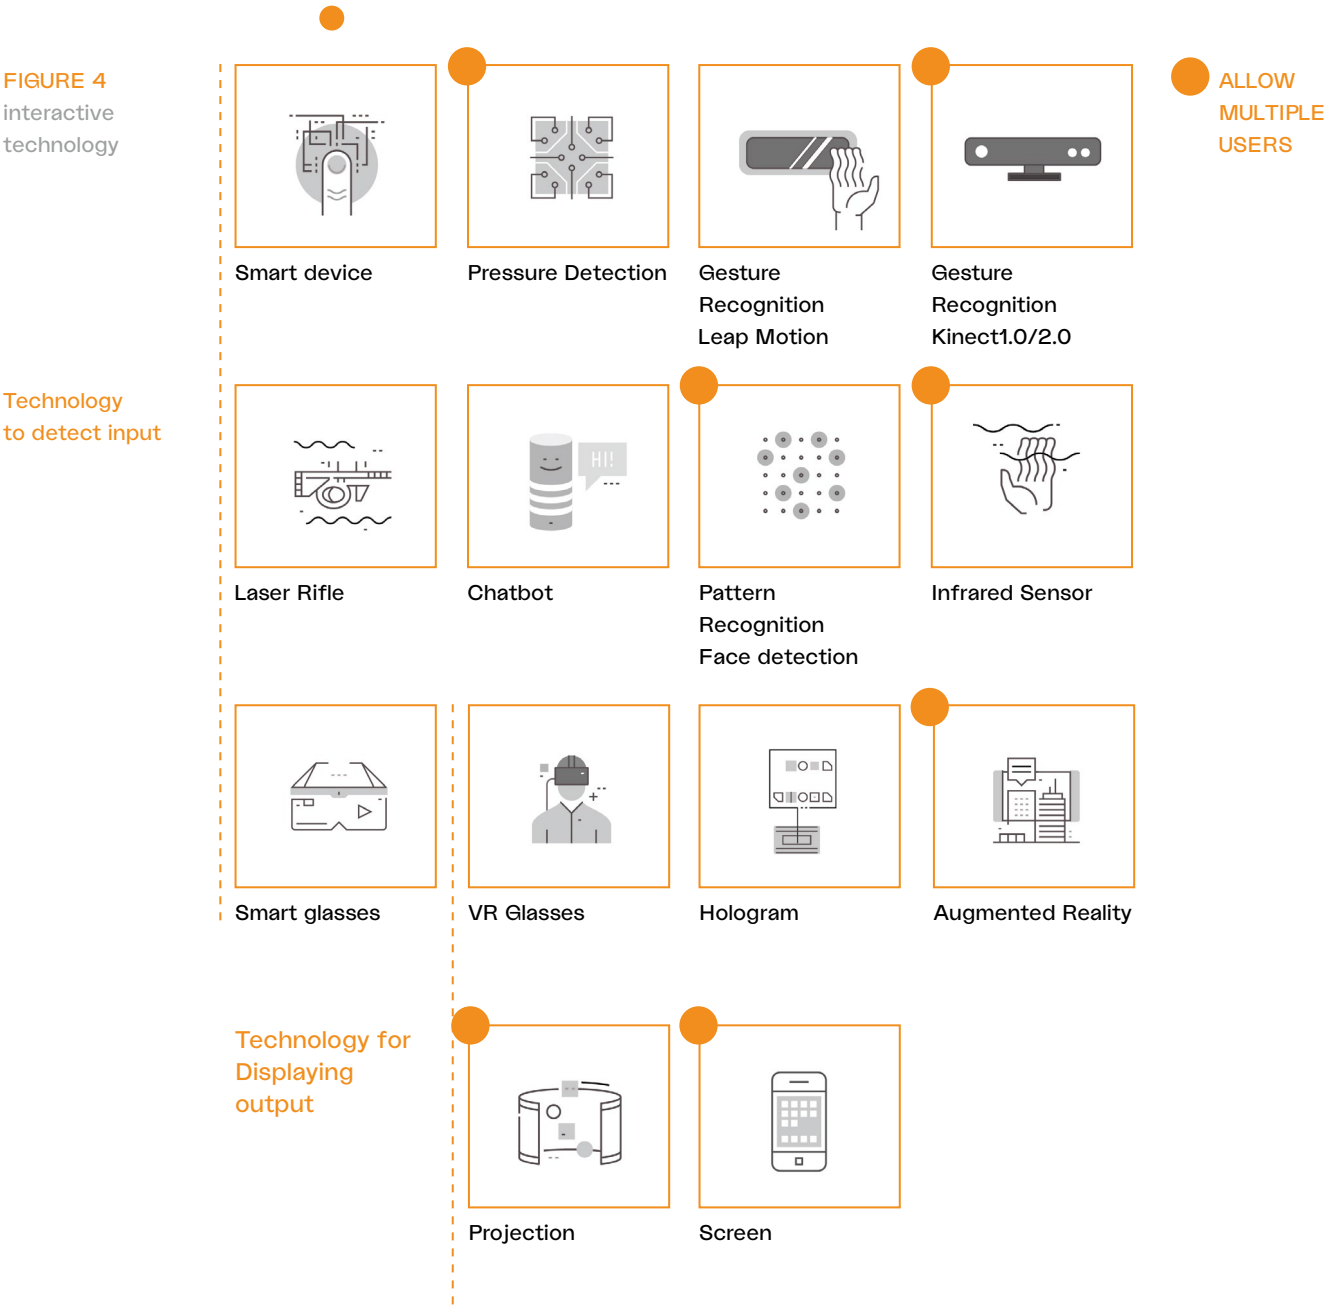 FIGURE 4
interactive
technology
ALLOW
MULTIPLE
USERS
Smart device
Pressure Detection
Gesture
Recognition
Leap Motion
Gesture
Recognition
Kinect1.0/2.0
Technology
to detect input
HI!
Laser Rifle
Chatbot
Pattern
Recognition
Face detection
Infrared Sensor
Smart glasses
VR Glasses
Hologram
Augmented Reality
Technology for
Displaying
output
Projection
Screen